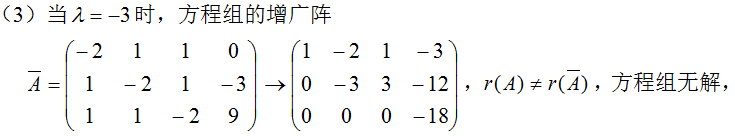 (3) 当 λ = −3 时，方程组的增广阵
$\overline{A} = \begin{pmatrix} -2 & 1 & 1 & 0 \\ 1 & -2 & 1 & -3 \\ 1 & 1 & -2 & 9 \end{pmatrix} \rightarrow \begin{pmatrix} 1 & -2 & 1 & -3 \\ 0 & -3 & 3 & -12 \\ 0 & 0 & 0 & -18 \end{pmatrix}$，$r(A) \neq r(\overline{A})$，方程组无解，